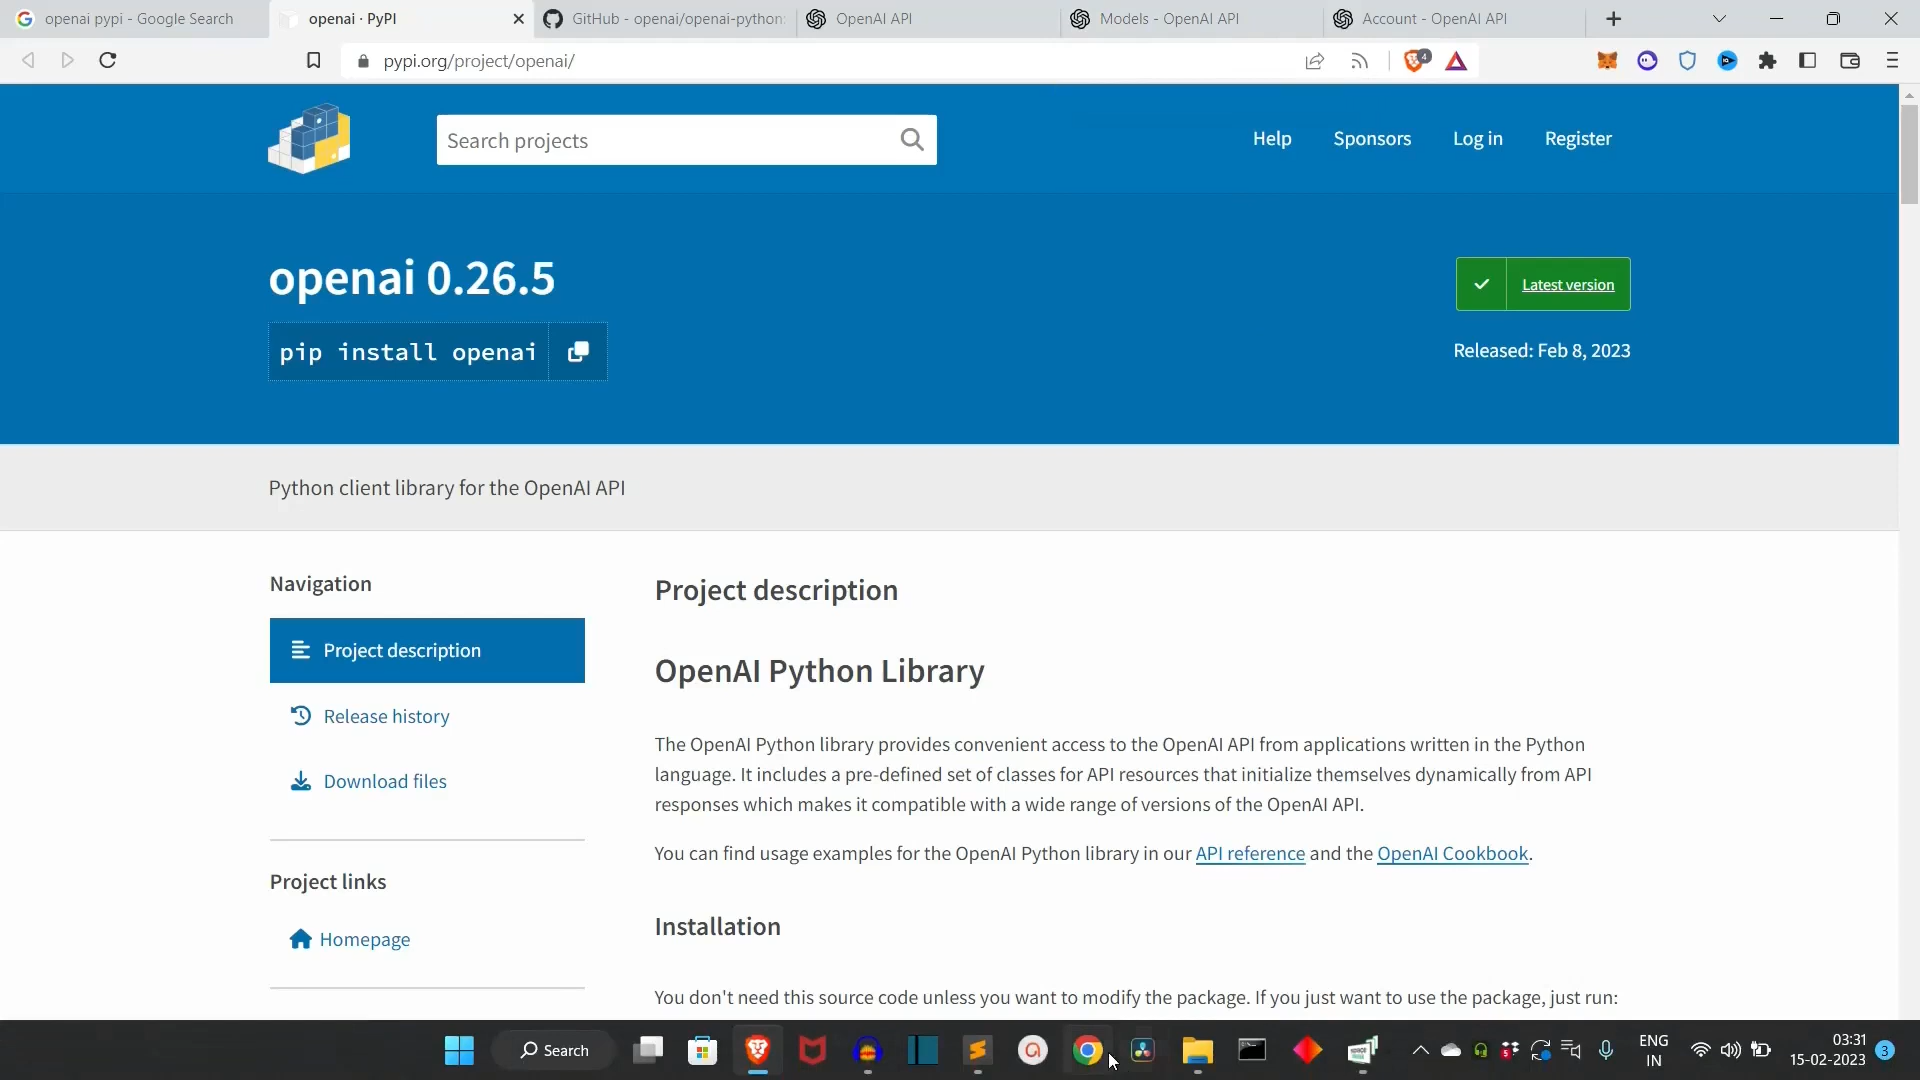 openai pypi - Google Search
openai · PyPI
GitHub - openai/openai-python:
OpenAI API
Models - OpenAI API
Account - OpenAI API
pypi.org/project/openai/
4
Search projects
Help
Sponsors
Log in
Register
openai 0.26.5
Latest version
pip install openai
Released: Feb 8, 2023
Python client library for the OpenAI API
Navigation
Project description
Release history
Download files
Project links
Homepage
Project description
OpenAI Python Library
The OpenAI Python library provides convenient access to the OpenAI API from applications written in the Python
language. It includes a pre-defined set of classes for API resources that initialize themselves dynamically from API
responses which makes it compatible with a wide range of versions of the OpenAI API.
You can find usage examples for the OpenAI Python library in our API reference and the OpenAI Cookbook.
Installation
You don't need this source code unless you want to modify the package. If you just want to use the package, just run:
Search
ENG
IN
03:31
15-02-2023
3